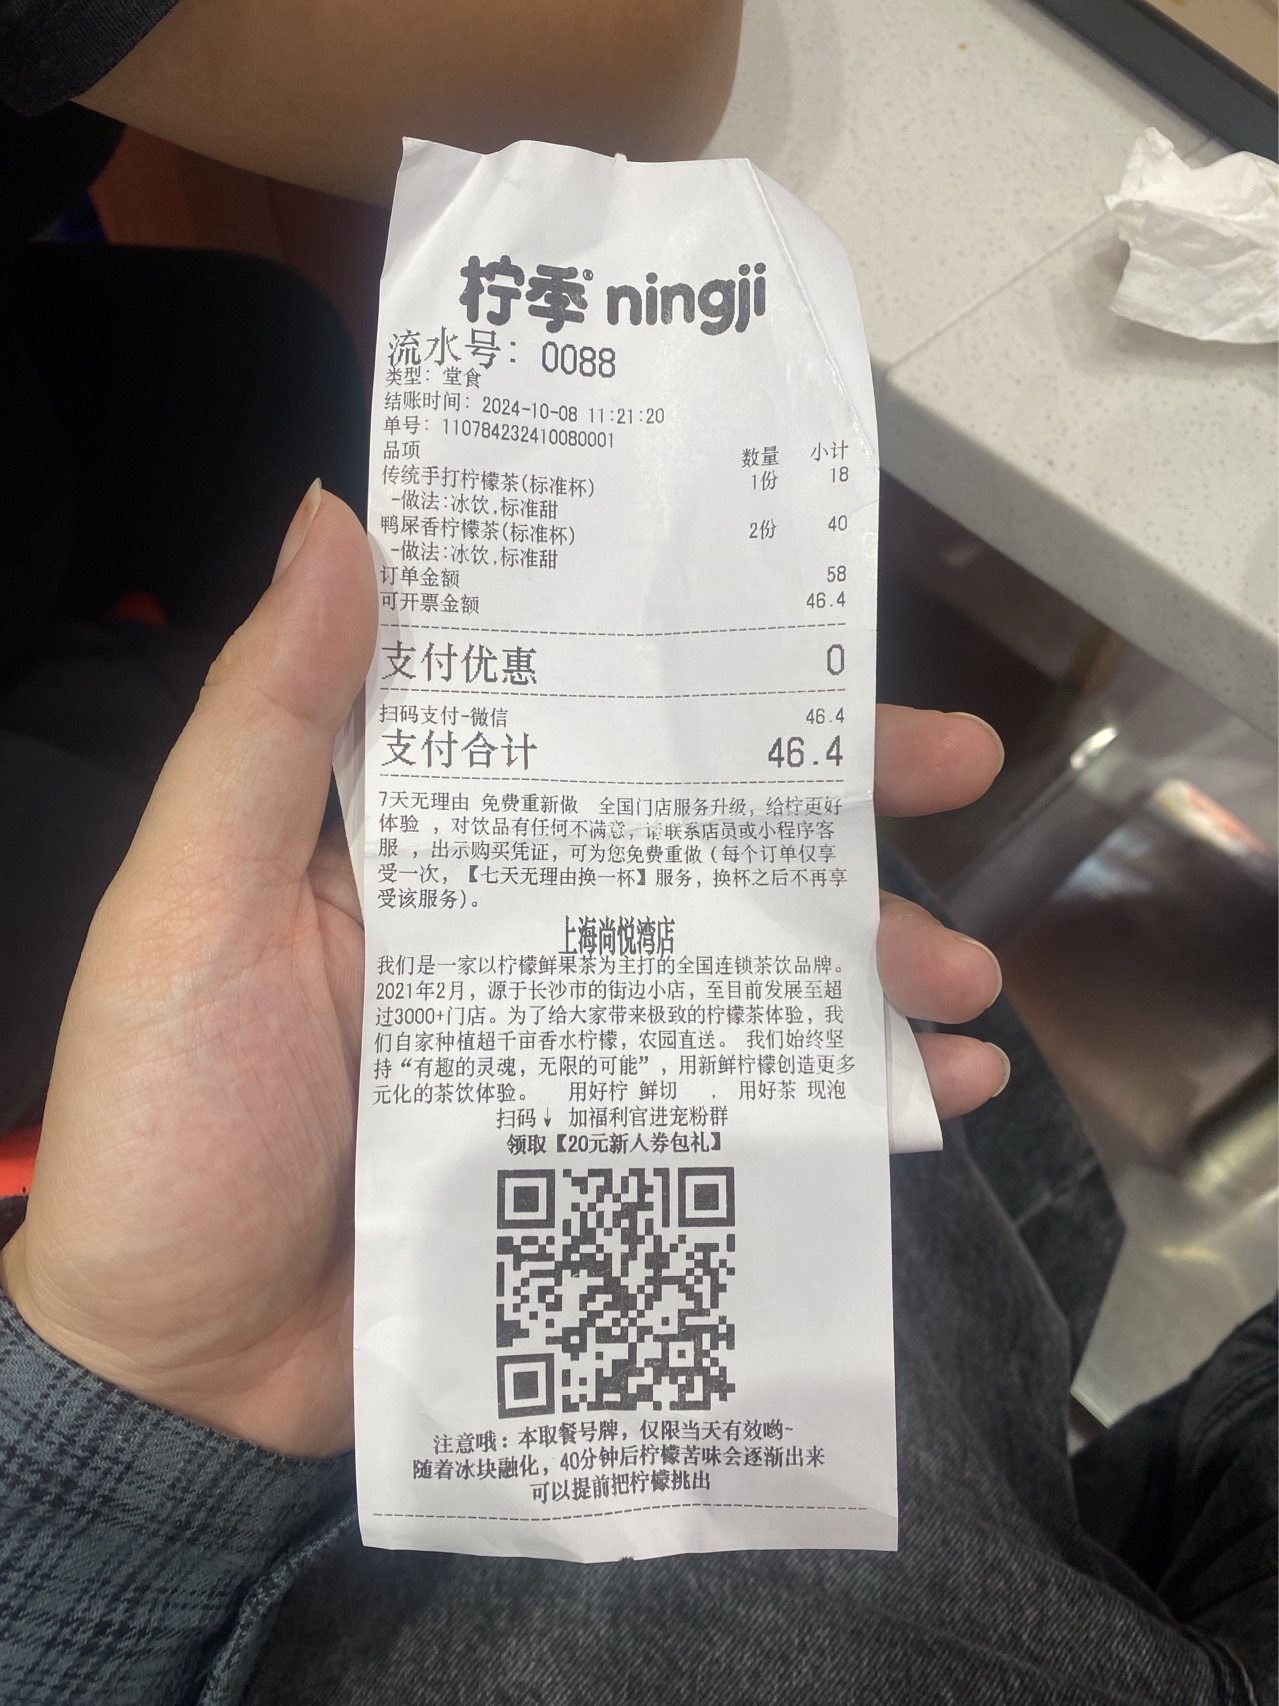 柠季 ningji
流水号: 0088
类型: 堂食
结账时间: 2024-10-08 11:21:20
单号: 110784232410080001
品项 数量 小计
传统手打柠檬茶(标准杯) 1份 18
-做法:冰饮,标准甜
鸭屎香柠檬茶(标准杯) 2份 40
-做法:冰饮,标准甜
订单金额 58
可开票金额 46.4
支付优惠 0
扫码支付-微信 46.4
支付合计 46.4
7天无理由 免费重新做 全国门店服务升级, 给柠更好
体验 , 对饮品有任何不满意, 请联系店员或小程序客
服 , 出示购买凭证, 可为您免费重做(每个订单仅享
受一次, 【七天无理由换一杯】服务, 换杯之后不再享
受该服务)。
上海尚悦湾店
我们是一家以柠檬鲜果茶为主打的全国连锁茶饮品牌。
2021年2月, 源于长沙市的街边小店, 至目前发展至超
过3000+门店。为了给大家带来极致的柠檬茶体验, 我
们自家种植超千亩香水柠檬, 农园直送。 我们始终坚
持“有趣的灵魂, 无限的可能” , 用新鲜柠檬创造更多
元化的茶饮体验。 用好柠 鲜切 , 用好茶 现泡
扫码↓ 加福利官进宠粉群
领取【20元新人券包礼】
注意哦: 本取餐号牌, 仅限当天有效哟~
随着冰块融化, 40分钟后柠檬苦味会逐渐出来
可以提前把柠檬挑出